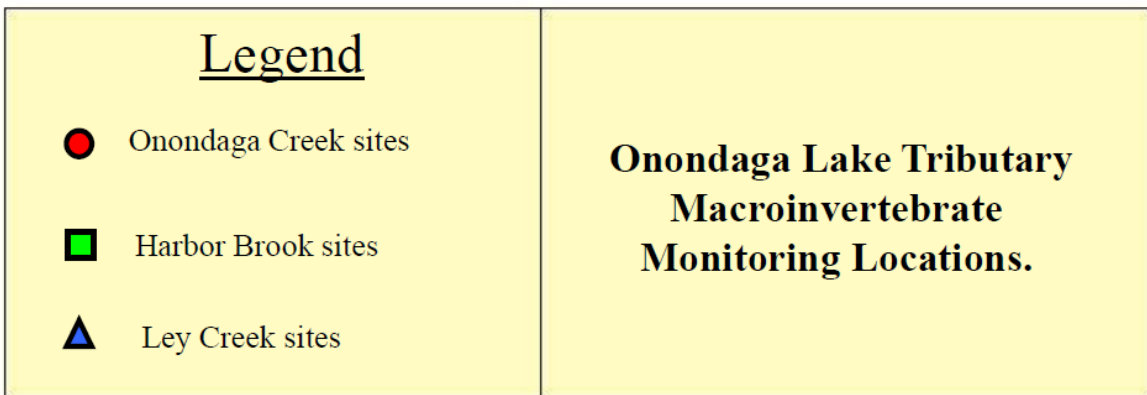 Legend
Onondaga Creek sites
Harbor Brook sites
Ley Creek sites
Onondaga Lake Tributary
Macroinvertebrate
Monitoring Locations.